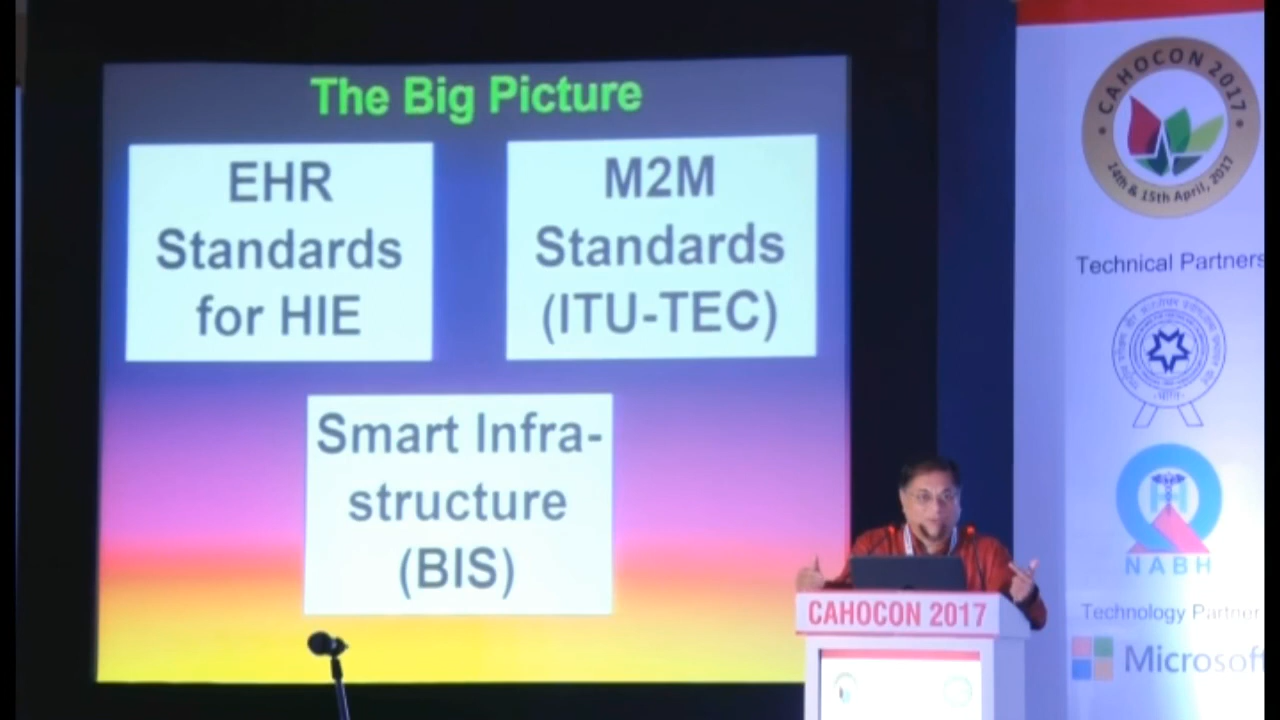 The Big Picture
EHR
Standards
for HIE
M2M
Standards
(ITU-TEC)
Smart Infra-
structure
(BIS)
CAHOCON 2017
CAHOCON 2017
14th & 15th April, 2017
Technical Partners
NABH
Technology Partner
Microsoft